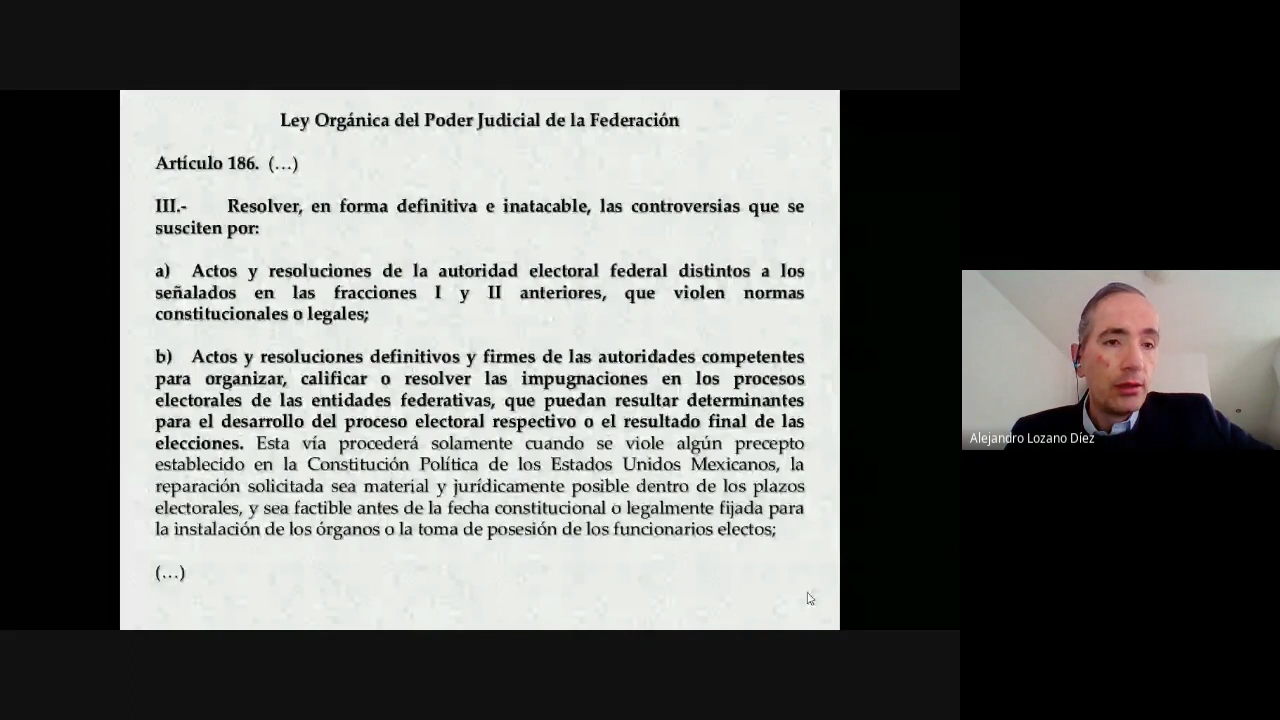 Ley Orgánica del Poder Judicial de la Federación
Artículo 186. (…)
III.- Resolver, en forma definitiva e inatacable, las controversias que se
susciten por:
a) Actos y resoluciones de la autoridad electoral federal distintos a los
señalados en las fracciones I y II anteriores, que violen normas
constitucionales o legales;
b) Actos y resoluciones definitivos y firmes de las autoridades competentes
para organizar, calificar o resolver las impugnaciones en los procesos
electorales de las entidades federativas, que puedan resultar determinantes
para el desarrollo del proceso electoral respectivo o el resultado final de las
elecciones. Esta vía procederá solamente cuando se viole algún precepto
establecido en la Constitución Política de los Estados Unidos Mexicanos, la
reparación solicitada sea material y jurídicamente posible dentro de los plazos
electorales, y sea factible antes de la fecha constitucional o legalmente fijada para
la instalación de los órganos o la toma de posesión de los funcionarios electos;
(…)
Alejandro Lozano Díez